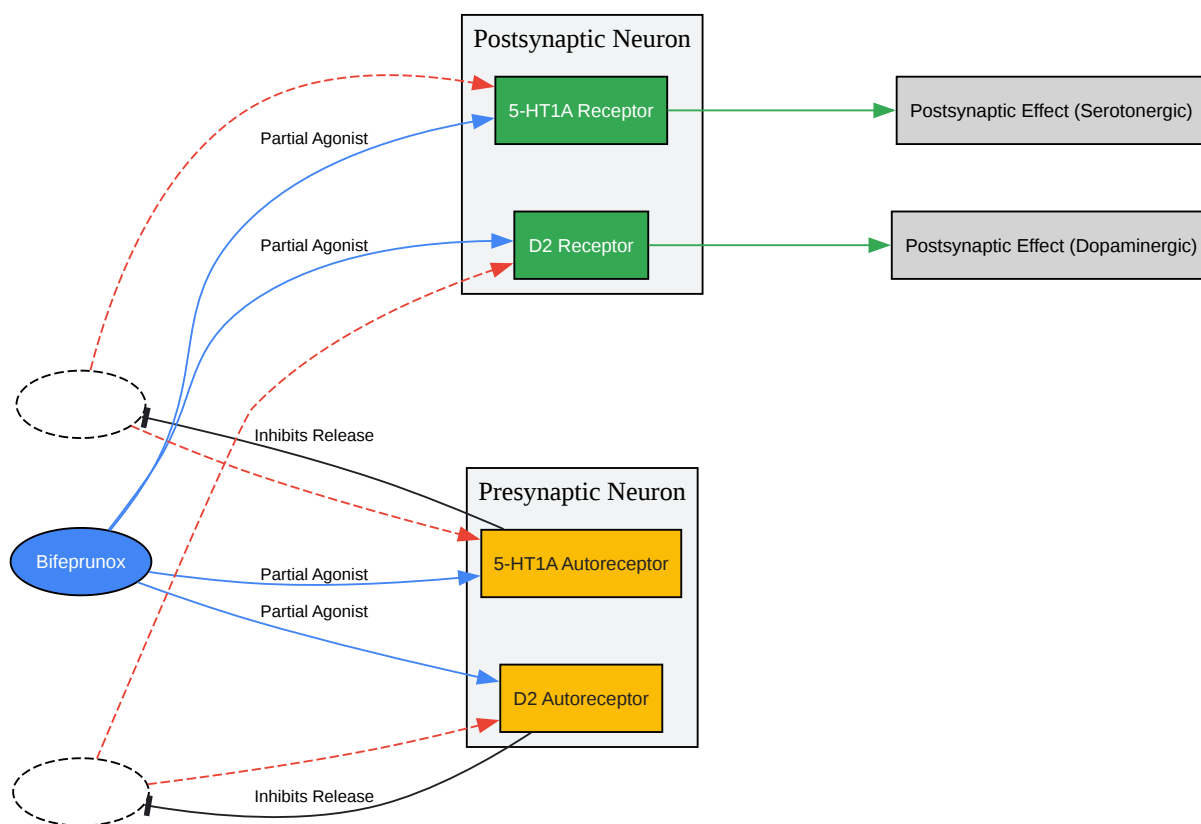 Postsynaptic Neuron
5-HT1A Receptor
Postsynaptic Effect (Serotonergic)
Partial Agonist
D2 Receptor
Postsynaptic Effect (Dopaminergic)
Partial Agonist
Inhibits Release
Presynaptic Neuron
Bifeprunox
5-HT1A Autoreceptor
Partial Agonist
Partial Agonist
D2 Autoreceptor
Inhibits Release